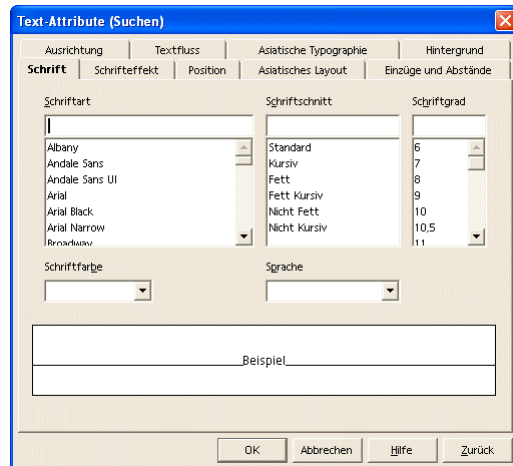 Text-Attribute (Suchen)
Ausrichtung Textfluss Asiatische Typographie Hintergrund
Schrift Schrifteffekt Position Asiatisches Layout Einzüge und Abstände
Schriftart Schriftschnitt Schriftgrad
Albany Standard 6
Andale Sans Kursiv 7
Andale Sans UI Fett 8
Arial Fett Kursiv 9
Arial Black Nicht Fett 10
Arial Narrow Nicht Kursiv 10,5
Broadway 11
Schriftfarbe Sprache
Beispiel
OK Abbrechen Hilfe Zurück